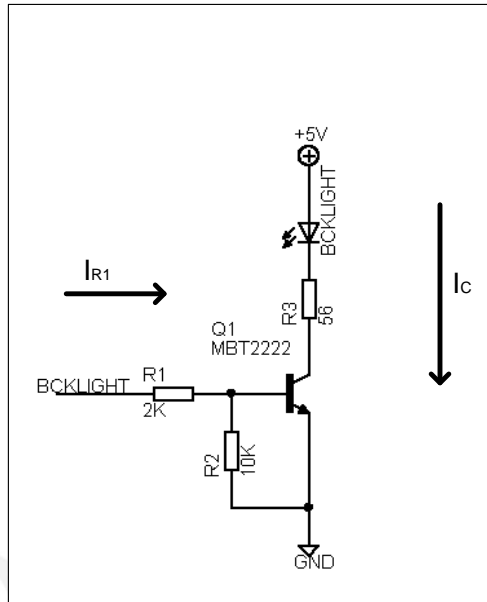 +5V
BCKLIGHT
IR1
IC
R3
56
Q1
MBT2222
BCKLIGHT
R1
2K
R2
10K
GND